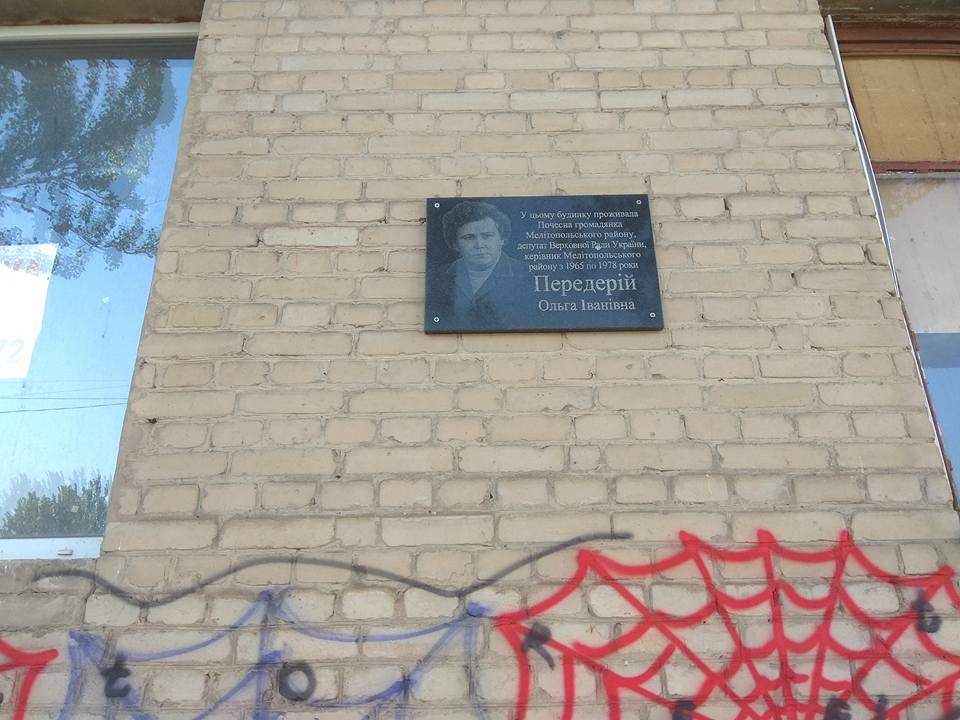 У цьому будинку проживала
Почесна громадянка
Мелітопольського району,
депутат Верховної Ради України,
керівник Мелітопольського
району з 1965 по 1978 роки
Передерій
Ольга Іванівна
72
t
O